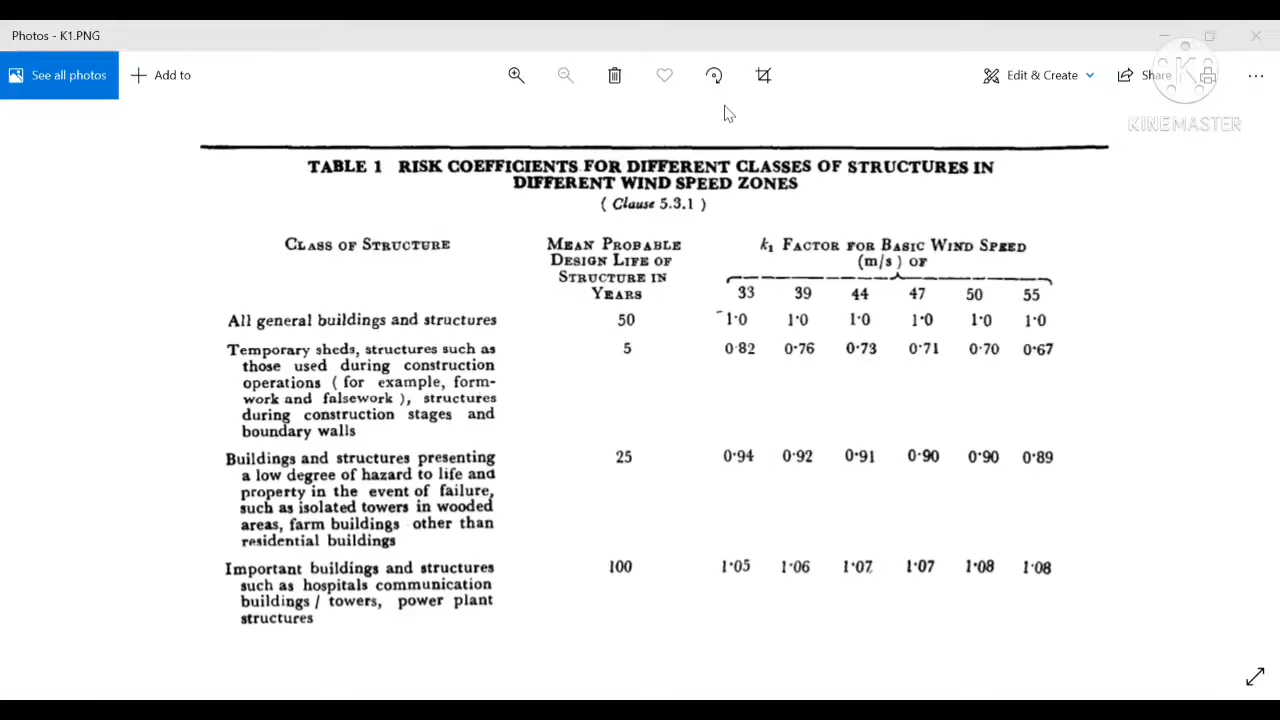 Photos - K1.PNG
See all photos
Add to
Edit & Create
Share
K
KINEMASTER
TABLE 1 RISK COEFFICIENTS FOR DIFFERENT CLASSES OF STRUCTURES IN
DIFFERENT WIND SPEED ZONES
( Clause 5.3.1 )
CLASS OF STRUCTURE
MEAN PROBABLE
DESIGN LIFE OF
STRUCTURE IN
YEARS
k1 FACTOR FOR BASIC WIND SPEED
(m/s) OF
33 39 44 47 50 55
All general buildings and structures 50 1·0 1·0 1·0 1·0 1·0 1·0
Temporary sheds, structures such as 5 0·82 0·76 0·73 0·71 0·70 0·67
those used during construction
operations ( for example, form-
work and falsework ), structures
during construction stages and
boundary walls
Buildings and structures presenting 25 0·94 0·92 0·91 0·90 0·90 0·89
a low degree of hazard to life and
property in the event of failure,
such as isolated towers in wooded
areas, farm buildings other than
residential buildings
Important buildings and structures 100 1·05 1·06 1·07 1·07 1·08 1·08
such as hospitals communication
buildings / towers, power plant
structures